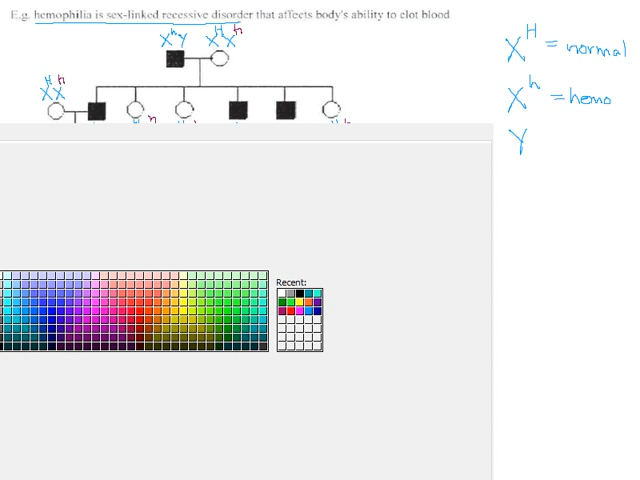 E.g. hemophilia is sex-linked recessive disorder that affects body's ability to clot blood
X^h Y X^H X^h
X^H = normal
X^H X^h
X^h = hemo
Y
Recent: